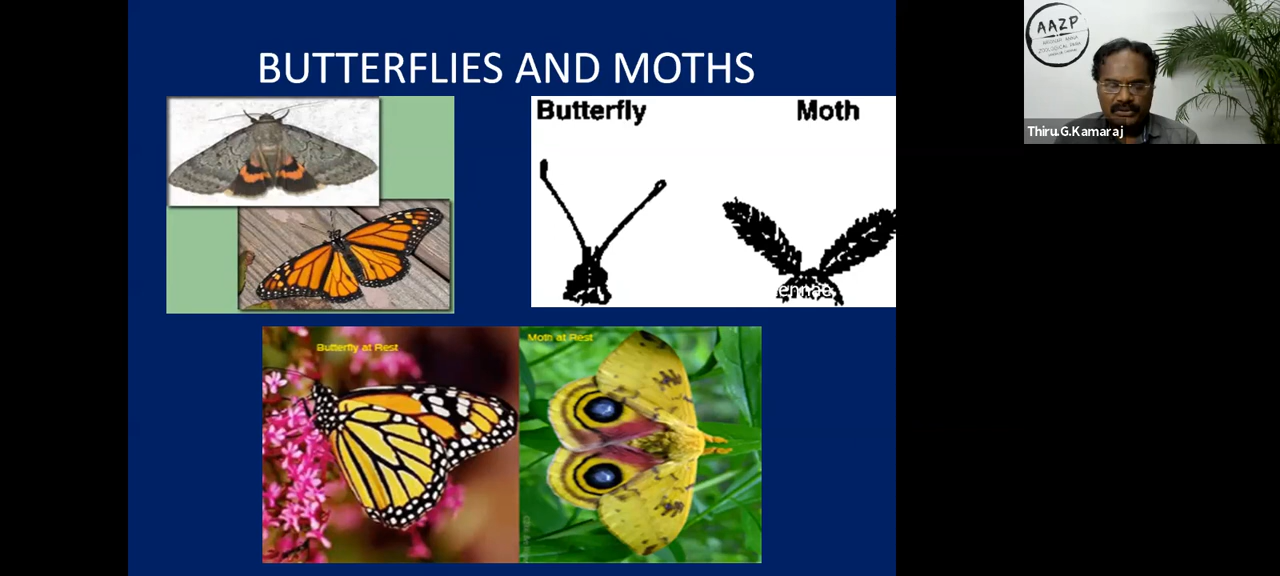 BUTTERFLIES AND MOTHS
Butterfly
Moth
Butterfly at Rest
Moth at Rest
AAZP
Thiru.G.Kamaraj